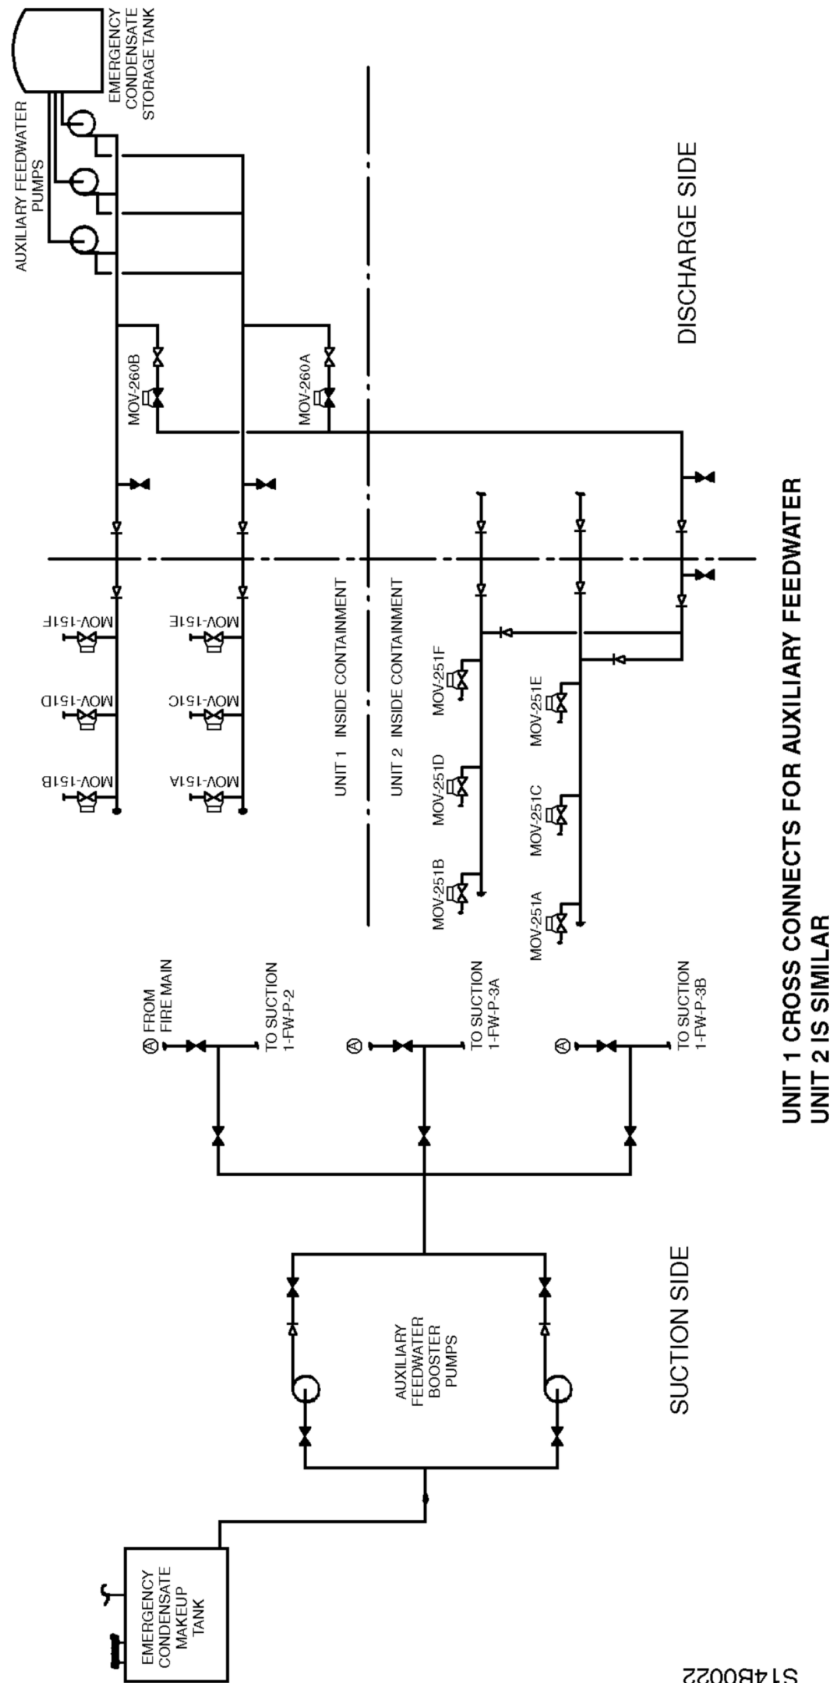 EMERGENCY
CONDENSATE
STORAGE TANK
AUXILIARY FEEDWATER
PUMPS
MOV-260B
MOV-260A
DISCHARGE SIDE
MOV-151F
MOV-151D
MOV-151B
MOV-151E
MOV-151C
MOV-151A
UNIT 1 INSIDE CONTAINMENT
UNIT 2 INSIDE CONTAINMENT
MOV-251F
MOV-251D
MOV-251B
MOV-251E
MOV-251C
MOV-251A
A FROM
FIRE MAIN
TO SUCTION
1-FW-P-2
A
TO SUCTION
1-FW-P-3A
A
TO SUCTION
1-FW-P-3B
AUXILIARY
FEEDWATER
BOOSTER
PUMPS
SUCTION SIDE
EMERGENCY
CONDENSATE
MAKEUP
TANK
UNIT 1 CROSS CONNECTS FOR AUXILIARY FEEDWATER
UNIT 2 IS SIMILAR
S14B0022